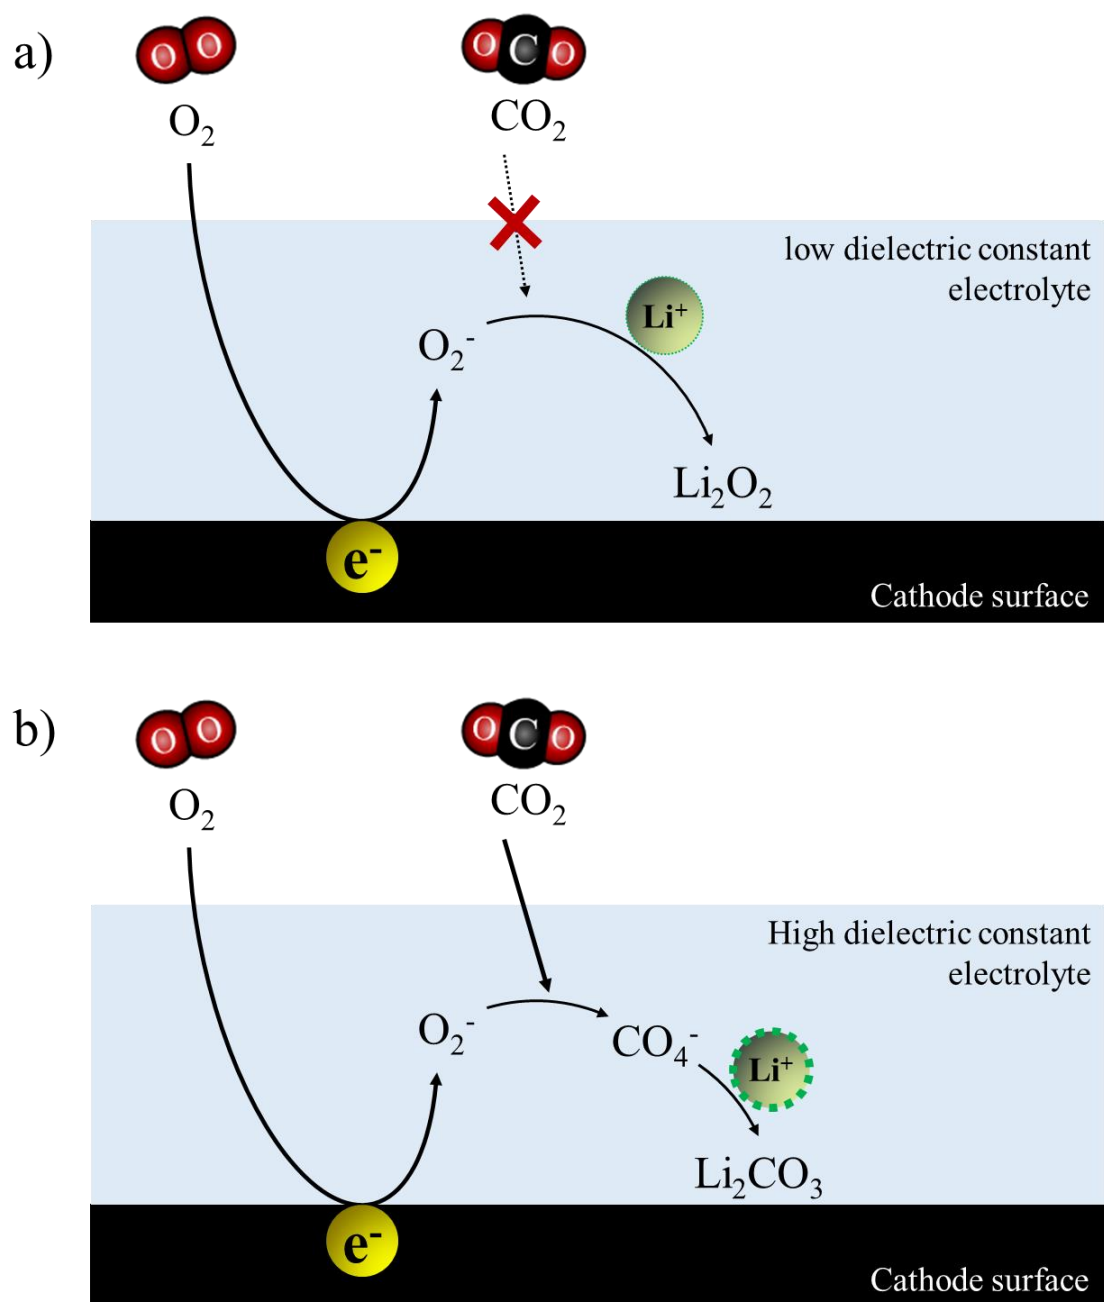 a)
O O
O C O
O₂
CO₂
low dielectric constant
electrolyte
Li⁺
O₂⁻
Li₂O₂
e⁻
Cathode surface
b)
O O
O C O
O₂
CO₂
High dielectric constant
electrolyte
O₂⁻
CO₄⁻
Li⁺
Li₂CO₃
e⁻
Cathode surface